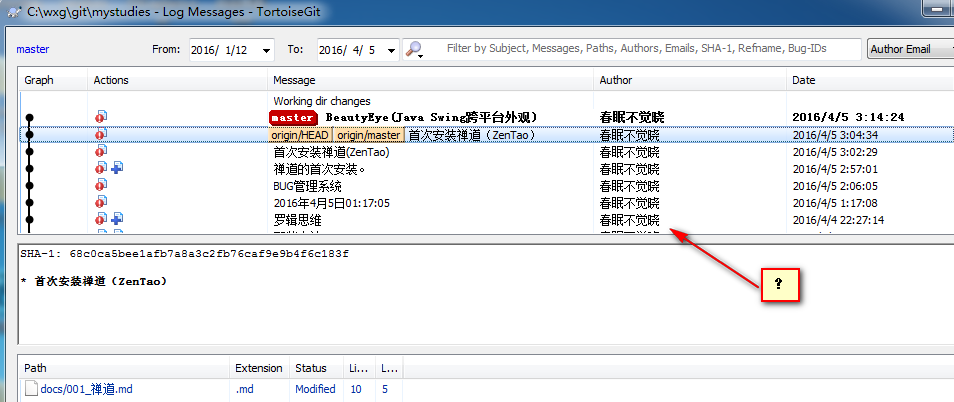 C:\wxg\git\mystudies - Log Messages - TortoiseGit
master From: 2016/ 1/12 To: 2016/ 4/ 5 Filter by Subject, Messages, Paths, Authors, Emails, SHA-1, Refname, Bug-IDs Author Email
Graph Actions Message Author Date
Working dir changes
master BeautyEye(Java Swing跨平台外观) 春眠不觉晓 2016/4/5 3:14:24
origin/HEAD origin/master 首次安装禅道（ZenTao） 春眠不觉晓 2016/4/5 3:04:34
首次安装禅道(ZenTao) 春眠不觉晓 2016/4/5 3:02:29
禅道的首次安装。 春眠不觉晓 2016/4/5 2:57:01
BUG管理系统 春眠不觉晓 2016/4/5 2:06:05
2016年4月5日01:17:05 春眠不觉晓 2016/4/5 1:17:08
罗辑思维 春眠不觉晓 2016/4/4 22:27:14
SHA-1: 68c0ca5bee1afb7a8a3c2fb76caf9e9b4f6c183f
* 首次安装禅道（ZenTao）
?
Path Extension Status Li... L...
docs/001_禅道.md .md Modified 10 5